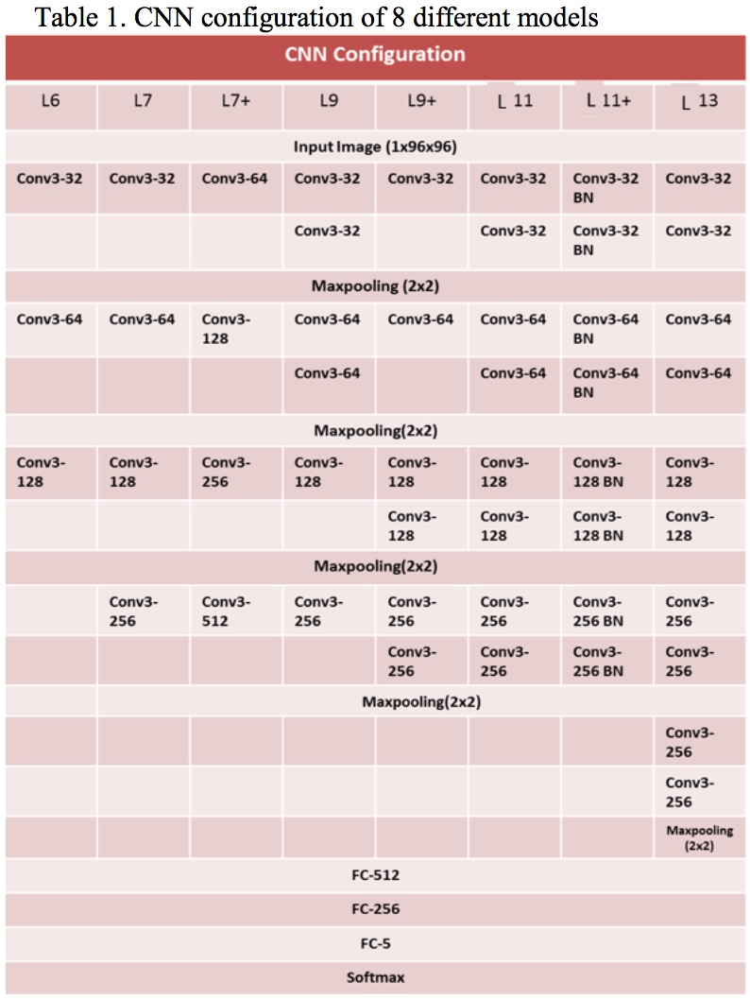 Table 1. CNN configuration of 8 different models
CNN Configuration
L6 L7 L7+ L9 L9+ L 11 L 11+ L 13
Input Image (1x96x96)
Conv3-32 Conv3-32 Conv3-64 Conv3-32 Conv3-32 Conv3-32 Conv3-32 Conv3-32
BN
Conv3-32 Conv3-32 Conv3-32 Conv3-32
BN
Maxpooling (2x2)
Conv3-64 Conv3-64 Conv3- Conv3-64 Conv3-64 Conv3-64 Conv3-64 Conv3-64
128 BN
Conv3-64 Conv3-64 Conv3-64 Conv3-64
BN
Maxpooling(2x2)
Conv3- Conv3- Conv3- Conv3- Conv3- Conv3- Conv3- Conv3-
128 128 256 128 128 128 128 BN 128
Conv3- Conv3- Conv3- Conv3-
128 128 128 BN 128
Maxpooling(2x2)
Conv3- Conv3- Conv3- Conv3- Conv3- Conv3- Conv3-
256 512 256 256 256 256 BN 256
Conv3- Conv3- Conv3- Conv3-
256 256 256 BN 256
Maxpooling(2x2)
Conv3-
256
Conv3-
256
Maxpooling
(2x2)
FC-512
FC-256
FC-5
Softmax